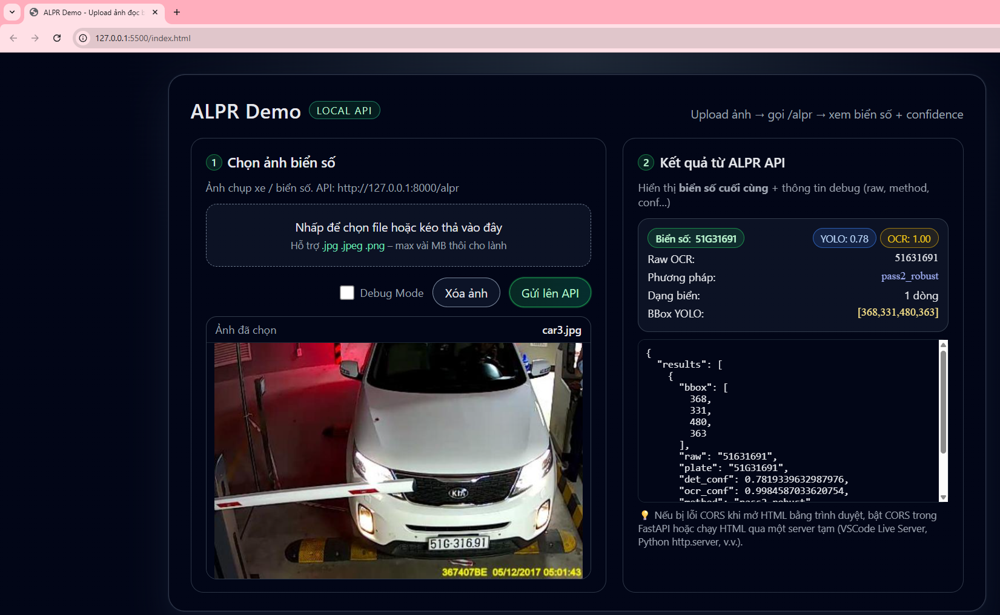 ALPR Demo - Upload ảnh đọc b
127.0.0.1:5500/index.html
ALPR Demo
LOCAL API
Upload ảnh → gọi /alpr → xem biển số + confidence
1 Chọn ảnh biển số
Ảnh chụp xe / biển số. API: http://127.0.0.1:8000/alpr
Nhấp để chọn file hoặc kéo thả vào đây
Hỗ trợ .jpg .jpeg .png – max vài MB thôi cho lành
Debug Mode
Xóa ảnh
Gửi lên API
Ảnh đã chọn
car3.jpg
KIA
51G-316.91
367407BE 05/12/2017 05:01:43
2 Kết quả từ ALPR API
Hiển thị biển số cuối cùng + thông tin debug (raw, method,
conf...)
Biển số: 51G31691
YOLO: 0.78
OCR: 1.00
Raw OCR: 51631691
Phương pháp: pass2_robust
Dạng biển: 1 dòng
BBox YOLO: [368,331,480,363]
{
"results": [
{
"bbox": [
368,
331,
480,
363
],
"raw": "51631691",
"plate": "51G31691",
"det_conf": 0.7819339632987976,
"ocr_conf": 0.9984587033620754,
"method": "pass2_robust"
💡 Nếu bị lỗi CORS khi mở HTML bằng trình duyệt, bật CORS trong
FastAPI hoặc chạy HTML qua một server tạm (VSCode Live Server,
Python http.server, v.v.).